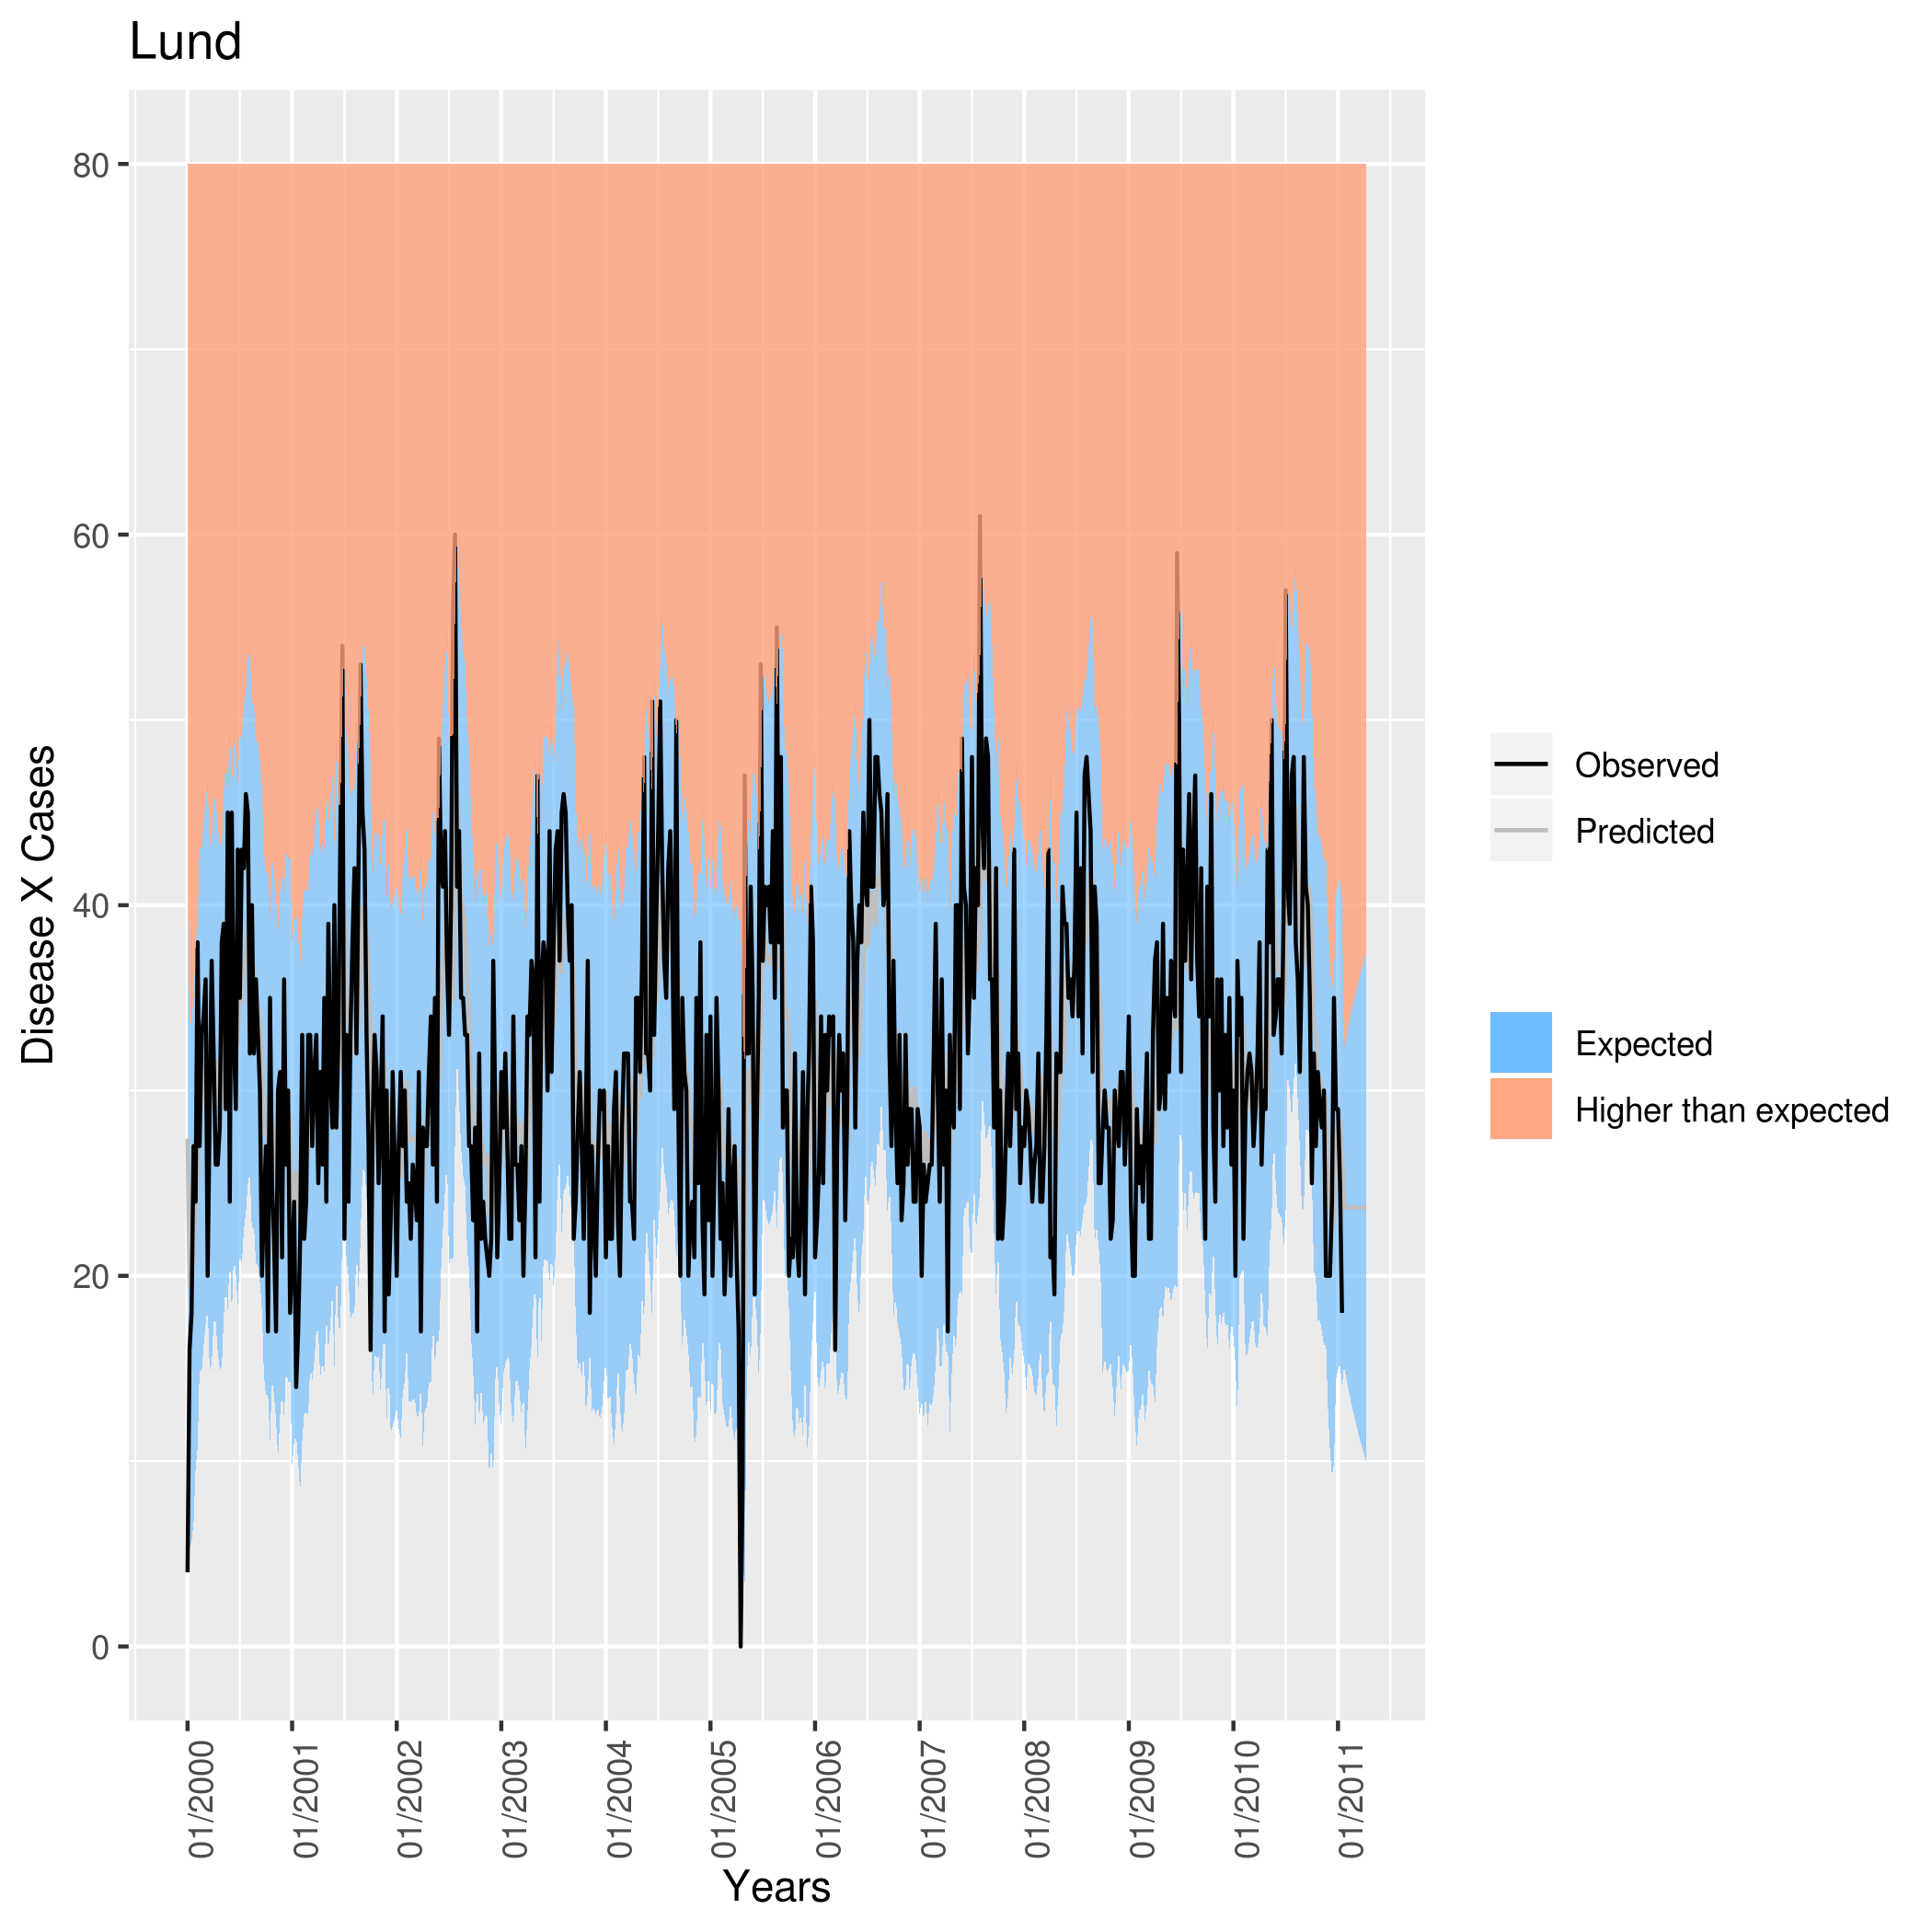 Lund
80
60
40
20
0
Disease X Cases
01/2000
01/2001
01/2002
01/2003
01/2004
01/2005
01/2006
01/2007
01/2008
01/2009
01/2010
01/2011
Years
Observed
Predicted
Expected
Higher than expected